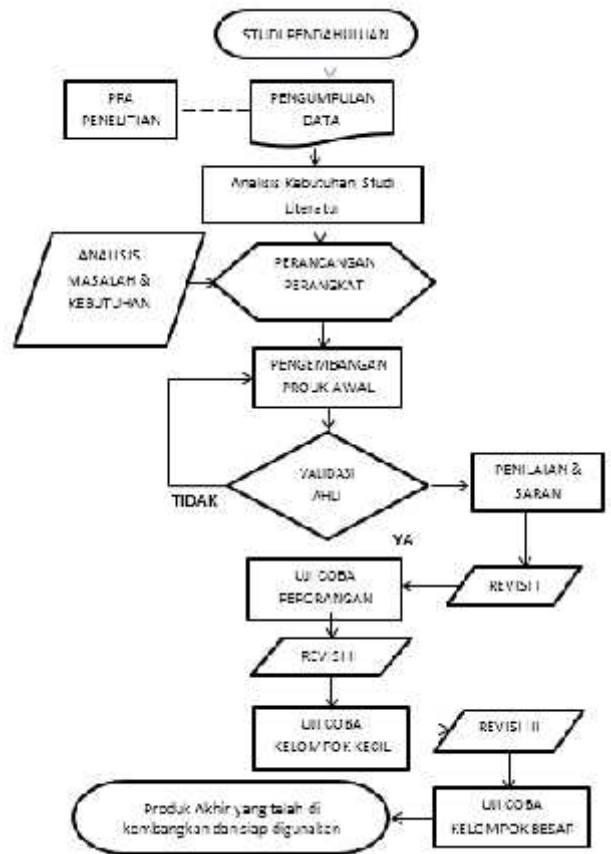 STUDI PENDAHULUAN
PRA
PENELITIAN
PENGUMPULAN
DATA
Analisis Kebutuhan Studi
Literatur
ANALISIS
MASALAH &
KEBUTUHAN
PERANCANGAN
PERANGKAT
PENGEMBANGAN
PRODUK AWAL
VALIDASI
AHLI
TIDAK
YA
PENILAIAN &
SARAN
REVISI I
UJI COBA
PERORANGAN
REVISI II
UJI COBA
KELOMPOK KECIL
REVISI III
UJI COBA
KELOMPOK BESAR
Produk Akhir yang telah di
kembangkan dan siap digunakan